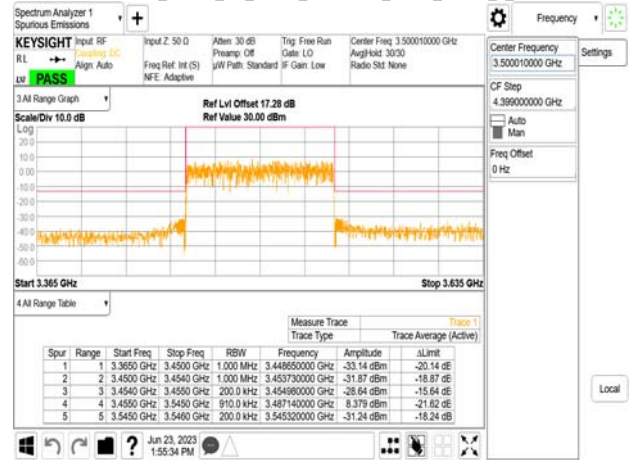 Spectrum Analyzer 1
Spurious Emissions
Frequency
KEYSIGHT
Input: RF
Input Z: 50 Ω
Atten: 30 dB
Trig: Free Run
Center Freq: 3.500010000 GHz
RL
Coupling: DC
Preamp: Off
Gate: LO
Avg|Hold: 30/30
Align: Auto
Freq Ref: Int (S)
µW Path: Standard
IF Gain: Low
Radio Std: None
NFE: Adaptive
PASS
Center Frequency
3.500010000 GHz
Settings
CF Step
4.399000000 GHz
Auto
Man
Freq Offset
0 Hz
Local
3 All Range Graph
Ref Lvl Offset 17.28 dB
Scale/Div 10.0 dB
Ref Value 30.00 dBm
Log
20.0
10.0
0.00
-10.0
-20.0
-30.0
-40.0
-50.0
-60.0
Start 3.365 GHz
Stop 3.635 GHz
4 All Range Table
Measure Trace Trace 1
Trace Type Trace Average (Active)
Spur Range Start Freq Stop Freq RBW Frequency Amplitude ΔLimit
1 1 3.3650 GHz 3.4500 GHz 1.000 MHz 3.448650000 GHz -33.14 dBm -20.14 dB
2 2 3.4500 GHz 3.4540 GHz 1.000 MHz 3.453730000 GHz -31.87 dBm -18.87 dB
3 3 3.4540 GHz 3.4550 GHz 200.0 kHz 3.454980000 GHz -28.64 dBm -15.64 dB
4 4 3.4550 GHz 3.5450 GHz 910.0 kHz 3.487140000 GHz 8.379 dBm -21.62 dB
5 5 3.5450 GHz 3.5460 GHz 200.0 kHz 3.545320000 GHz -31.24 dBm -18.24 dB
Jun 23, 2023
1:55:34 PM